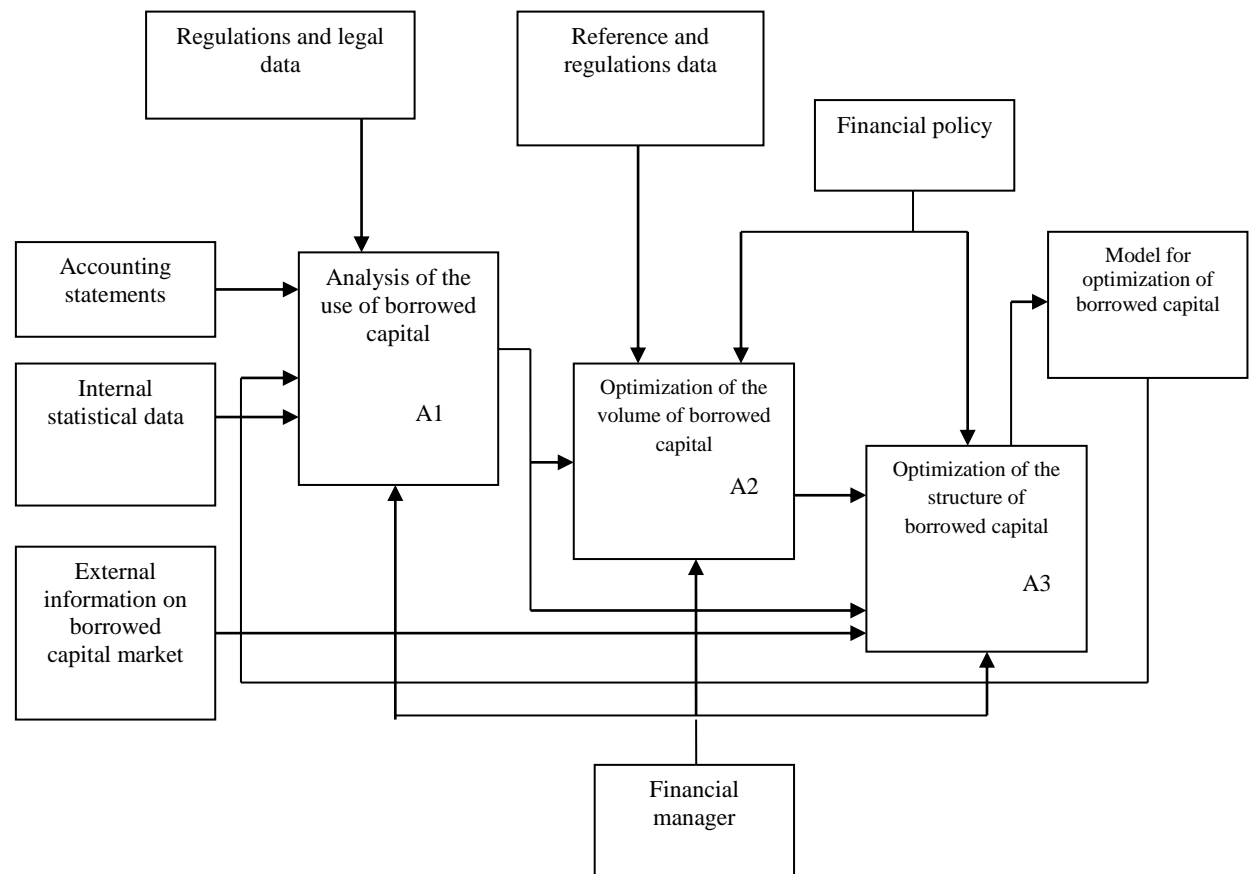 Regulations and legal
data
Reference and
regulations data
Financial policy
Accounting
statements
Analysis of the
use of borrowed
capital
A1
Model for
optimization of
borrowed capital
Internal
statistical data
Optimization of the
volume of borrowed
capital
A2
Optimization of the
structure of
borrowed capital
A3
External
information on
borrowed
capital market
Financial
manager